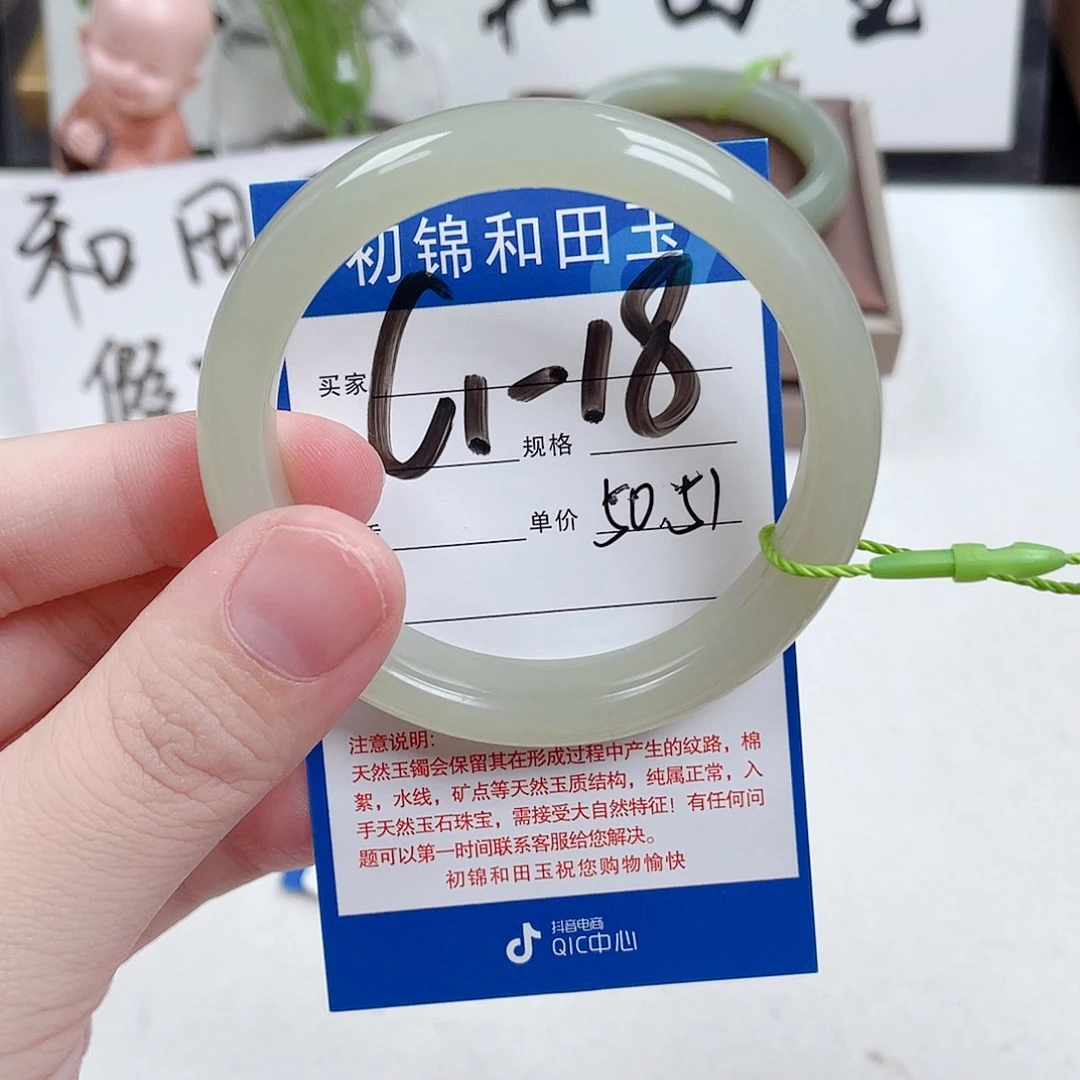 和田玉
和田
假
初锦和田玉
买家
G1-18
规格
单价 50.51
注意说明:
天然玉镯会保留其在形成过程中产生的纹路，棉
絮，水线，矿点等天然玉质结构，纯属正常，入
手天然玉石珠宝，需接受大自然特征！有任何问
题可以第一时间联系客服给您解决。
初锦和田玉祝您购物愉快
抖音电商
QIC中心